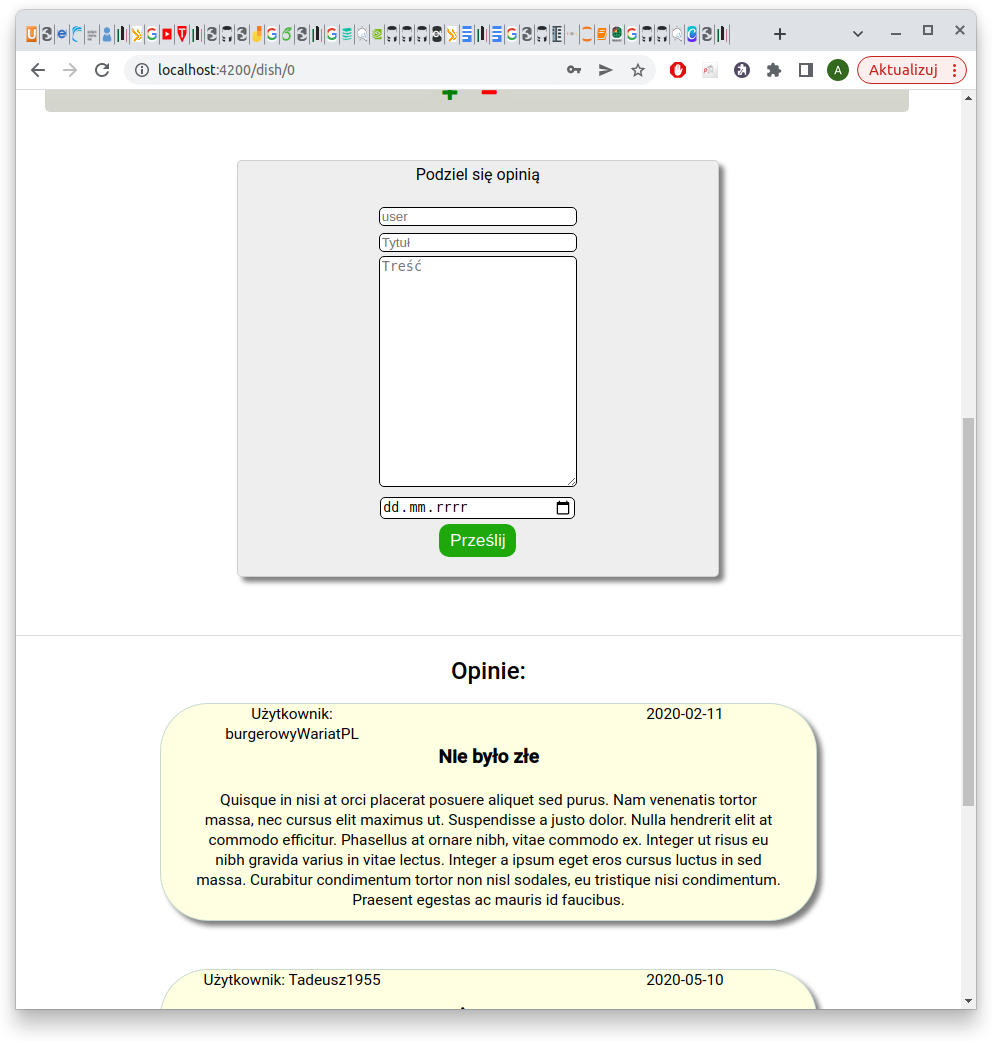 localhost:4200/dish/0
A
Aktualizuj
Podziel się opinią
user
Tytuł
Treść
dd.mm.rrrr
Prześlij
Opinie:
Użytkownik:
burgerowyWariatPL
2020-02-11
NIe było złe
Quisque in nisi at orci placerat posuere aliquet sed purus. Nam venenatis tortor
massa, nec cursus elit maximus ut. Suspendisse a justo dolor. Nulla hendrerit elit at
commodo efficitur. Phasellus at ornare nibh, vitae commodo ex. Integer ut risus eu
nibh gravida varius in vitae lectus. Integer a ipsum eget eros cursus luctus in sed
massa. Curabitur condimentum tortor non nisl sodales, eu tristique nisi condimentum.
Praesent egestas ac mauris id faucibus.
Użytkownik: Tadeusz1955
2020-05-10